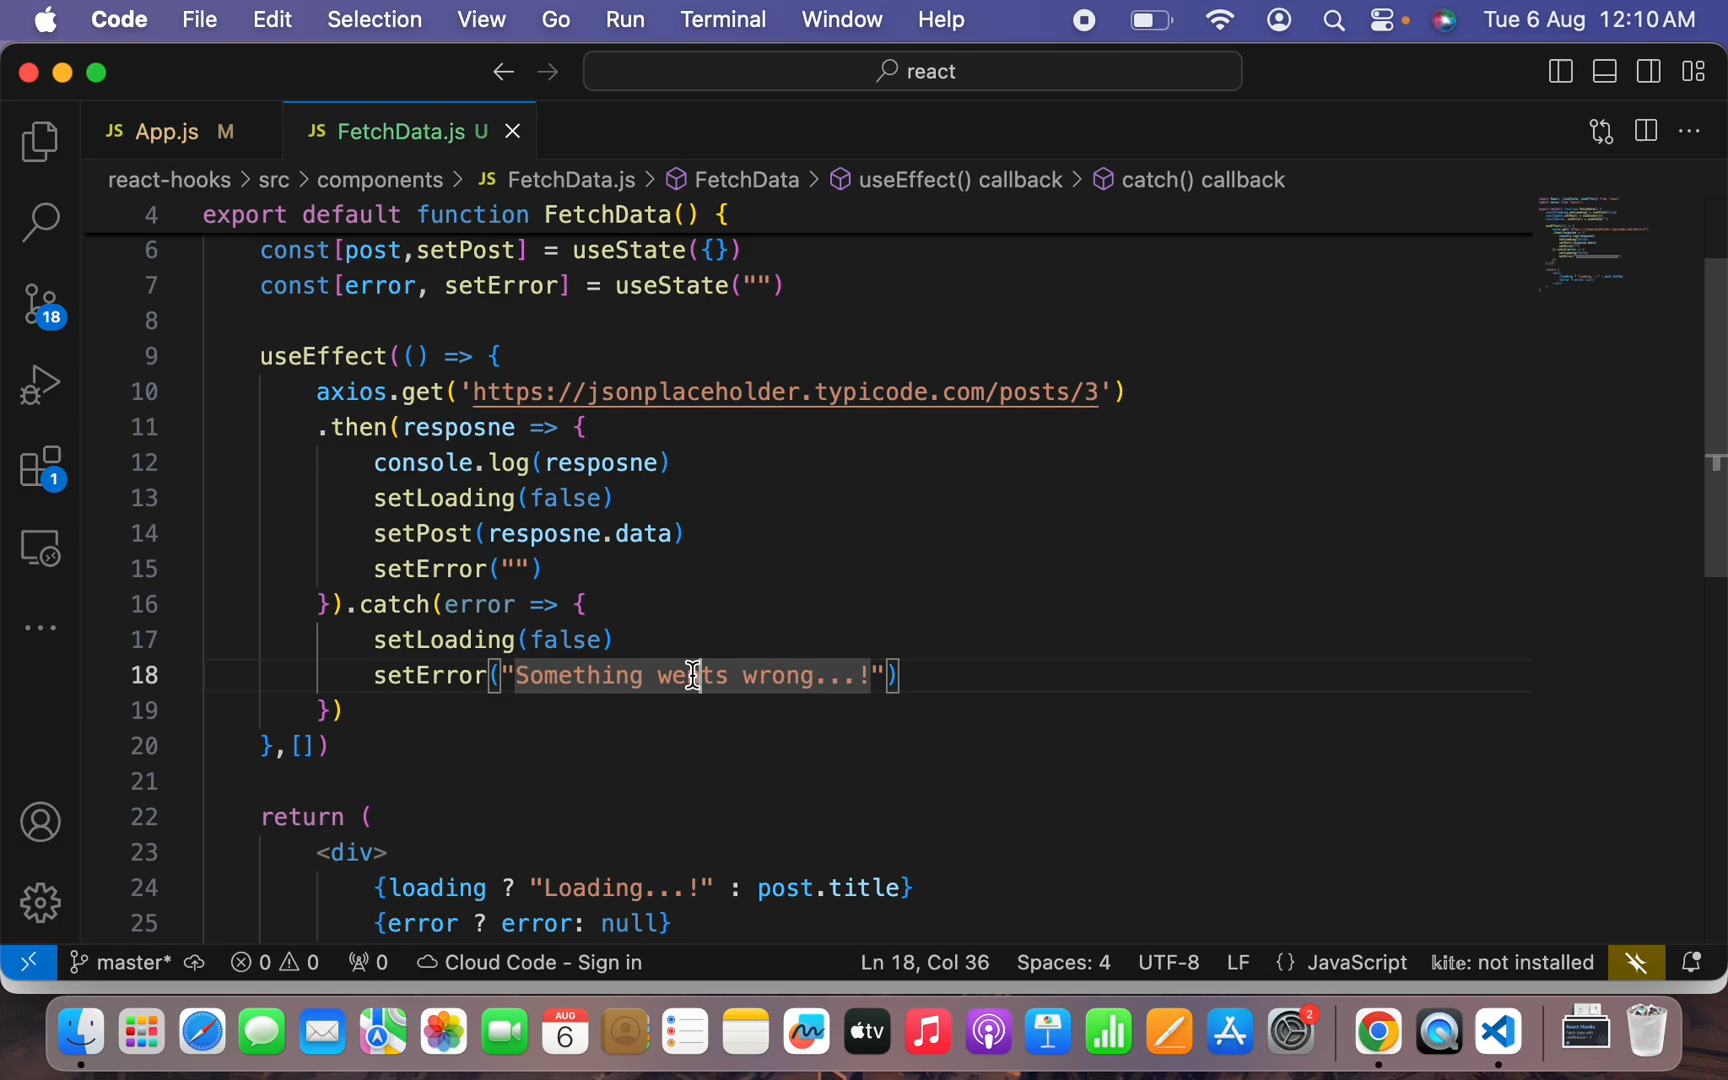 Code File Edit Selection View Go Run Terminal Window Help Tue 6 Aug 12:10 AM
react
JS App.js M JS FetchData.js U
react-hooks > src > components > JS FetchData.js > FetchData > useEffect() callback > catch() callback
4 export default function FetchData() {
6 const[post,setPost] = useState({})
7 const[error, setError] = useState("")
8
9 useEffect(() => {
10 axios.get('https://jsonplaceholder.typicode.com/posts/3')
11 .then(resposne => {
12 console.log(resposne)
13 setLoading(false)
14 setPost(resposne.data)
15 setError("")
16 }).catch(error => {
17 setLoading(false)
18 setError("Something wents wrong...!")
19 })
20 },[])
21
22 return (
23 <div>
24 {loading ? "Loading...!" : post.title}
25 {error ? error: null}
18
1
master* 0 0 0 Cloud Code - Sign in Ln 18, Col 36 Spaces: 4 UTF-8 LF {} JavaScript kite: not installed
AUG
6
tv
2